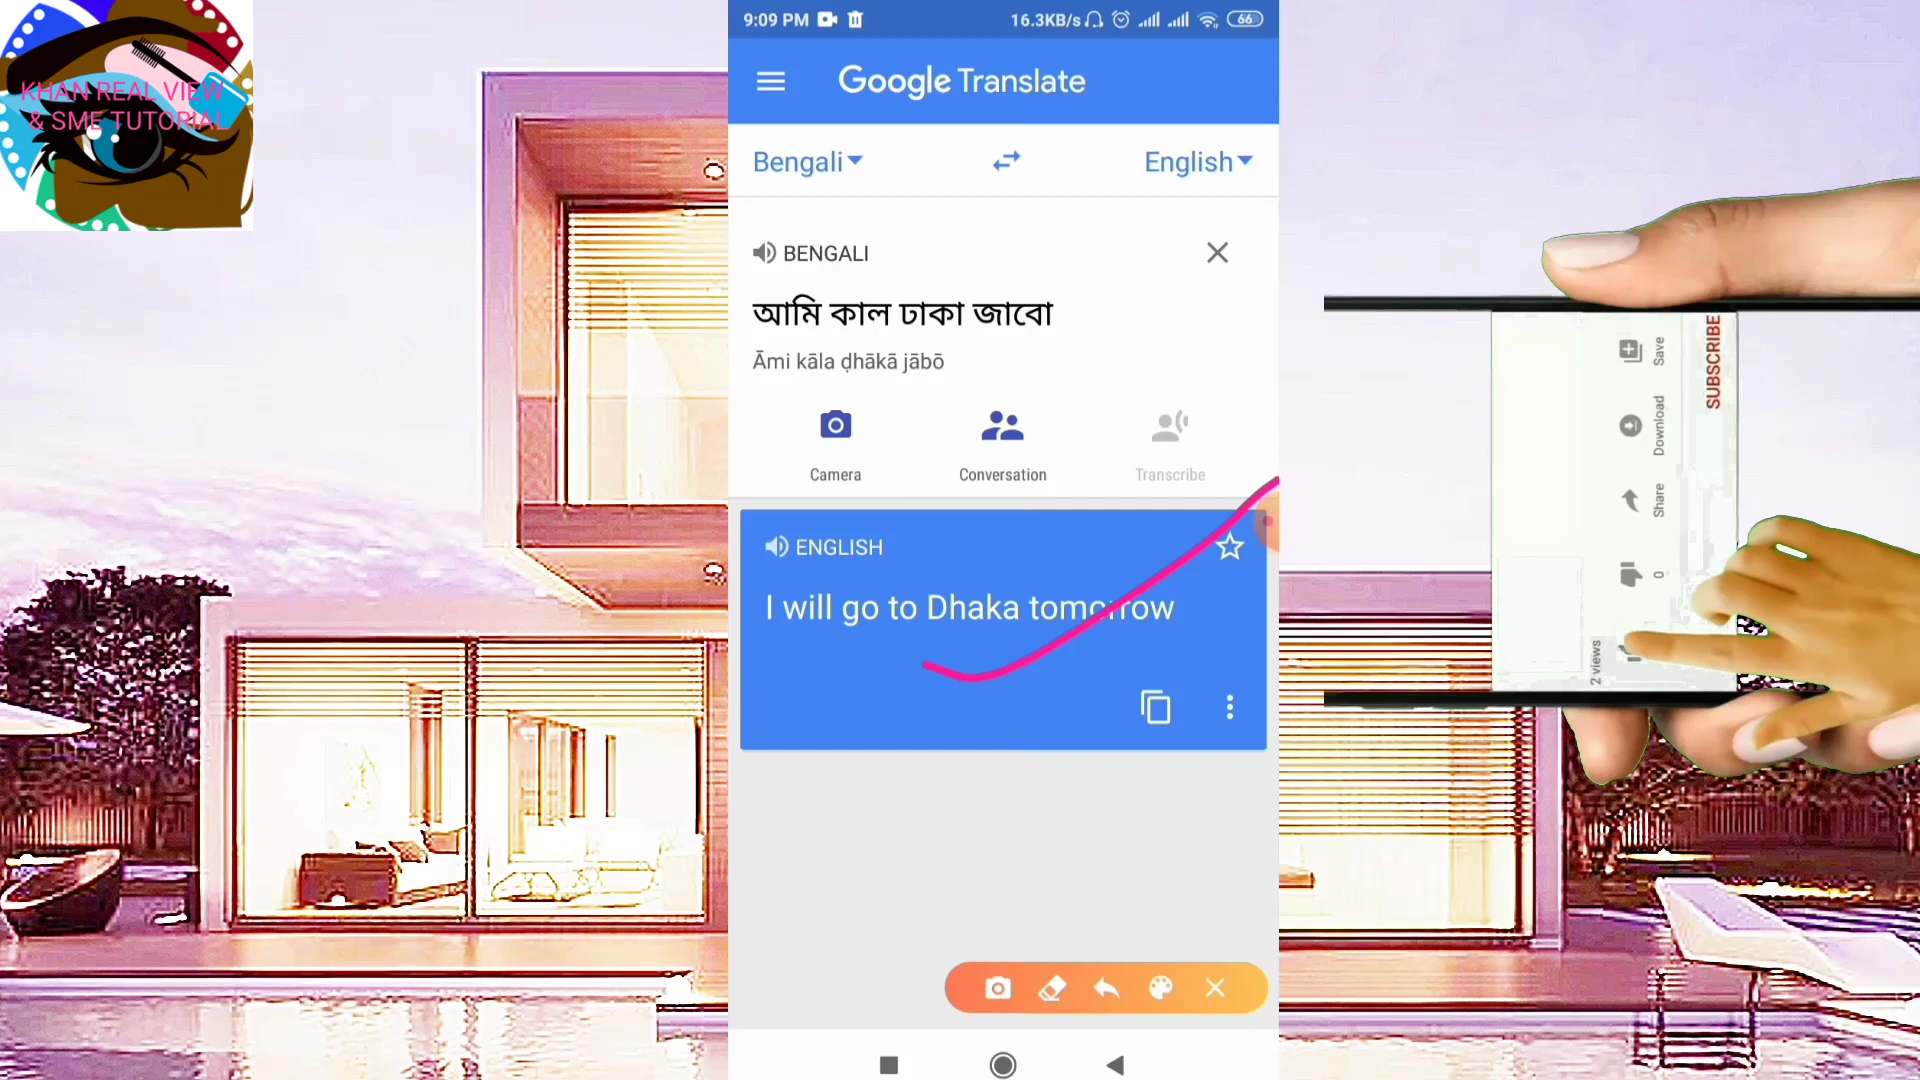 KHAN REAL VIEW
& SME TUTORIAL
9:09 PM
16.3KB/s
66
Google Translate
Bengali
English
BENGALI
আমি কাল ঢাকা জাবো
Āmi kāla ḍhākā jābō
Camera
Conversation
Transcribe
ENGLISH
I will go to Dhaka tomorrow
SUBSCRIBE
Save
Download
Share
0
2 views